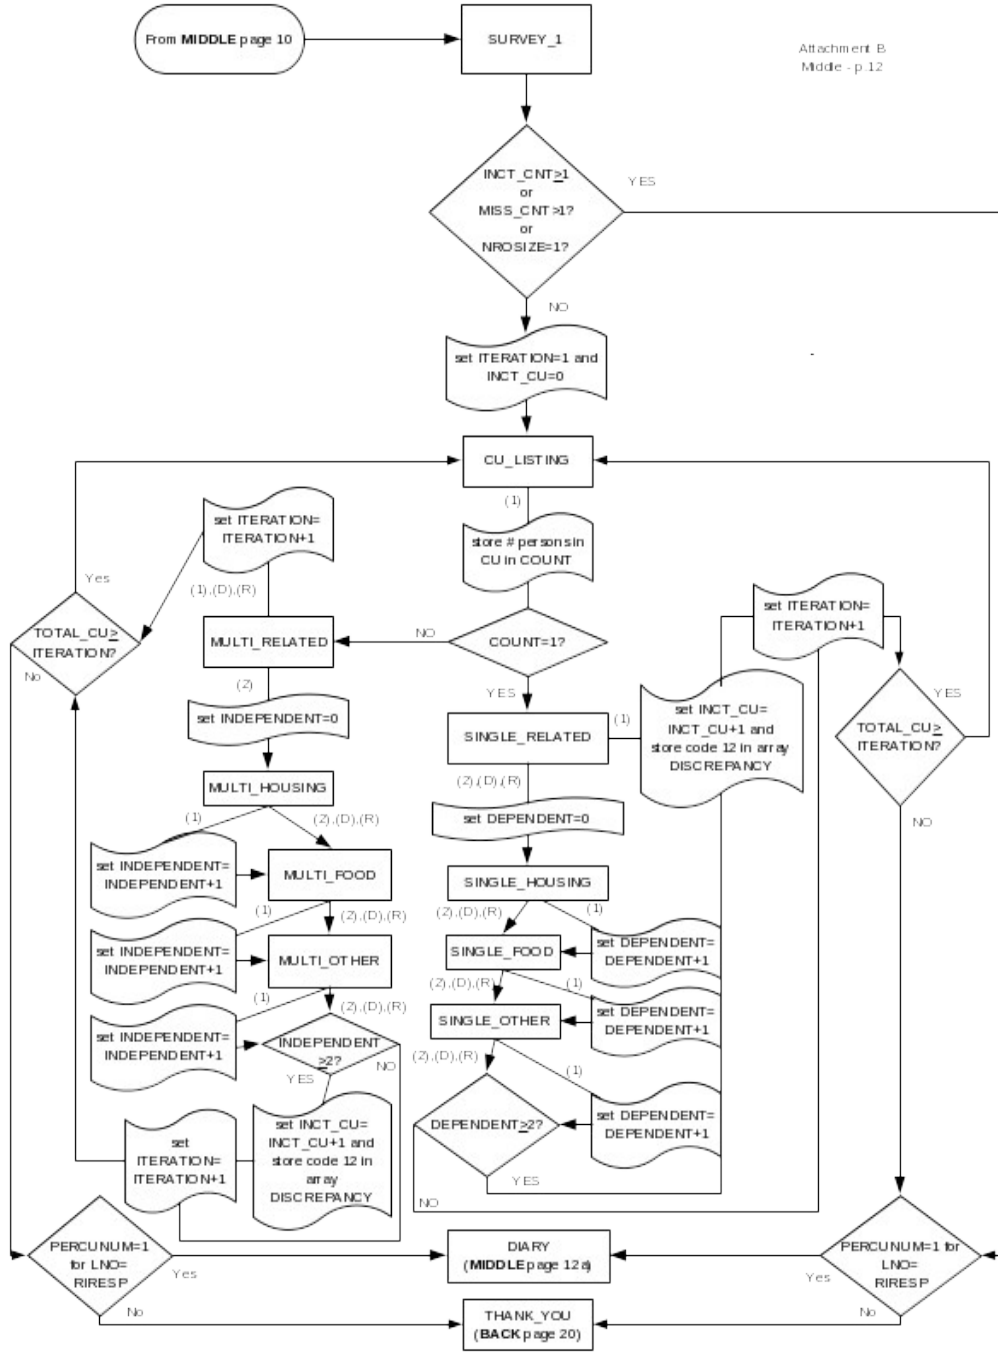 From MIDDLE page 10
SURVEY_1
Attachment B
Middle - p.12
INCT_CNT≥1
or
MISS_CNT>1?
or
NROSIZE=1?
YES
NO
set ITERATION=1 and
INCT_CU=0
CU_LISTING
(1)
store # persons in
CU in COUNT
set ITERATION=
ITERATION+1
(1),(D),(R)
Yes
TOTAL_CU≥
ITERATION?
No
MULTI_RELATED
NO
COUNT=1?
YES
set ITERATION=
ITERATION+1
(2)
set INDEPENDENT=0
SINGLE_RELATED
(1)
set INCT_CU=
INCT_CU+1 and
store code 12 in array
DISCREPANCY
YES
TOTAL_CU≥
ITERATION?
NO
MULTI_HOUSING
(2),(D),(R)
set DEPENDENT=0
(1)
(2),(D),(R)
set INDEPENDENT=
INDEPENDENT+1
MULTI_FOOD
SINGLE_HOUSING
(1)
(2),(D),(R)
(2),(D),(R)
(1)
set INDEPENDENT=
INDEPENDENT+1
MULTI_OTHER
SINGLE_FOOD
set DEPENDENT=
DEPENDENT+1
(1)
(2),(D),(R)
(2),(D),(R)
(1)
set INDEPENDENT=
INDEPENDENT+1
INDEPENDENT
≥2?
YES
NO
SINGLE_OTHER
set DEPENDENT=
DEPENDENT+1
(2),(D),(R)
(1)
set
ITERATION=
ITERATION+1
set INCT_CU=
INCT_CU+1 and
store code 12 in
array
DISCREPANCY
DEPENDENT≥2?
set DEPENDENT=
DEPENDENT+1
YES
NO
PERCUNUM=1
for LNO=
RIRESP
Yes
No
DIARY
(MIDDLE page 12a)
PERCUNUM=1 for
LNO=
RIRESP
Yes
No
THANK_YOU
(BACK page 20)